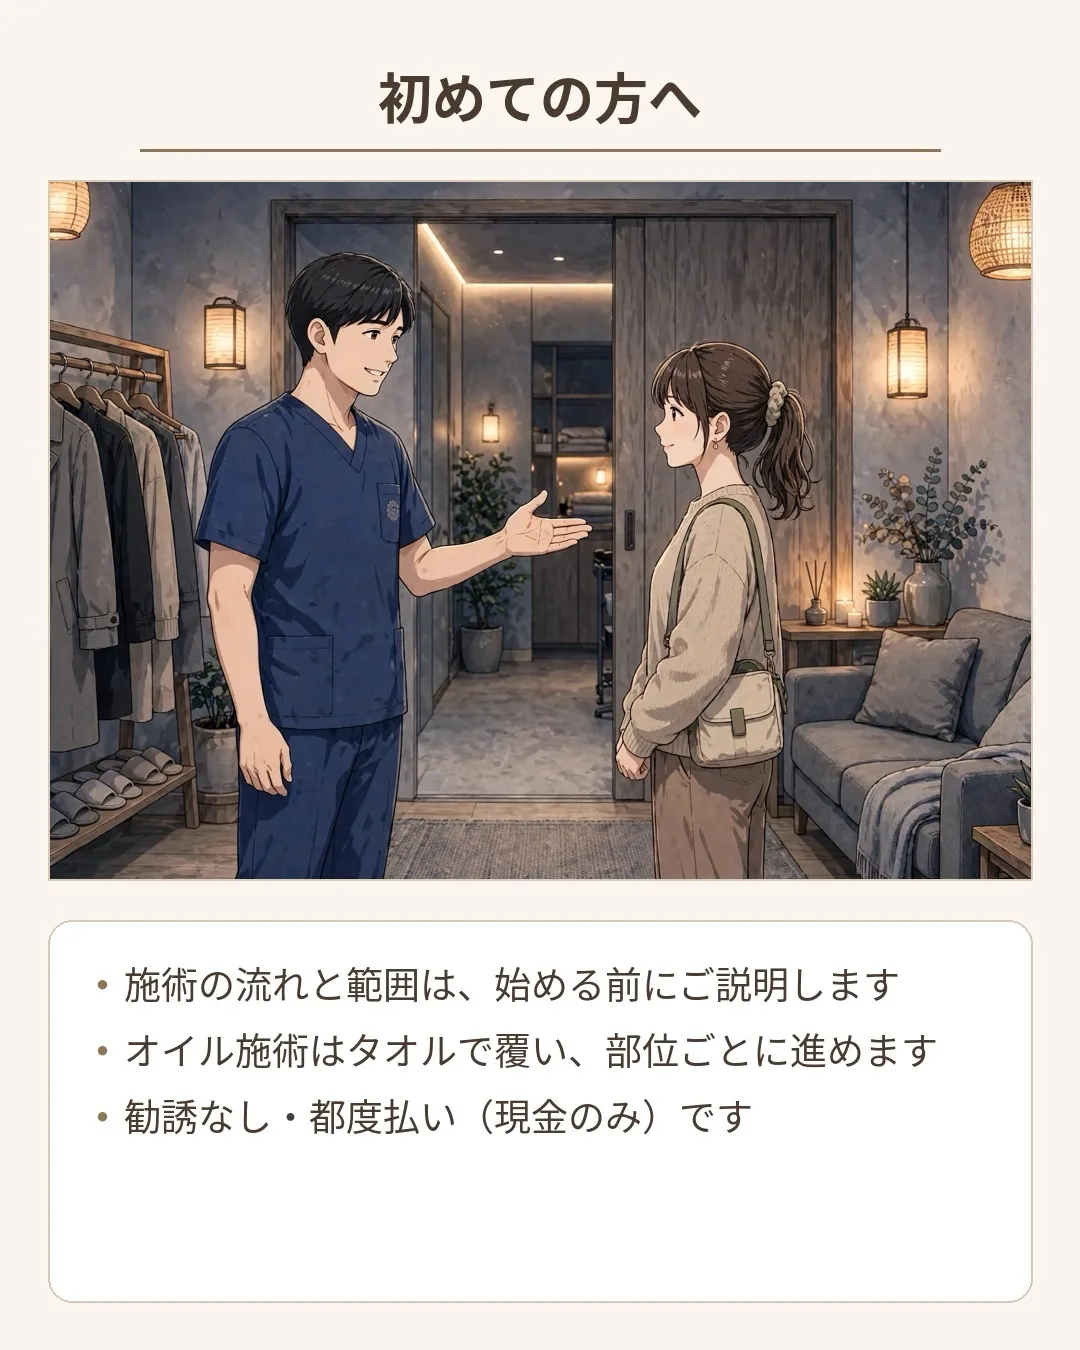 初めての方へ
・施術の流れと範囲は、始める前にご説明します
・オイル施術はタオルで覆い、部位ごとに進めます
・勧誘なし・都度払い（現金のみ）です